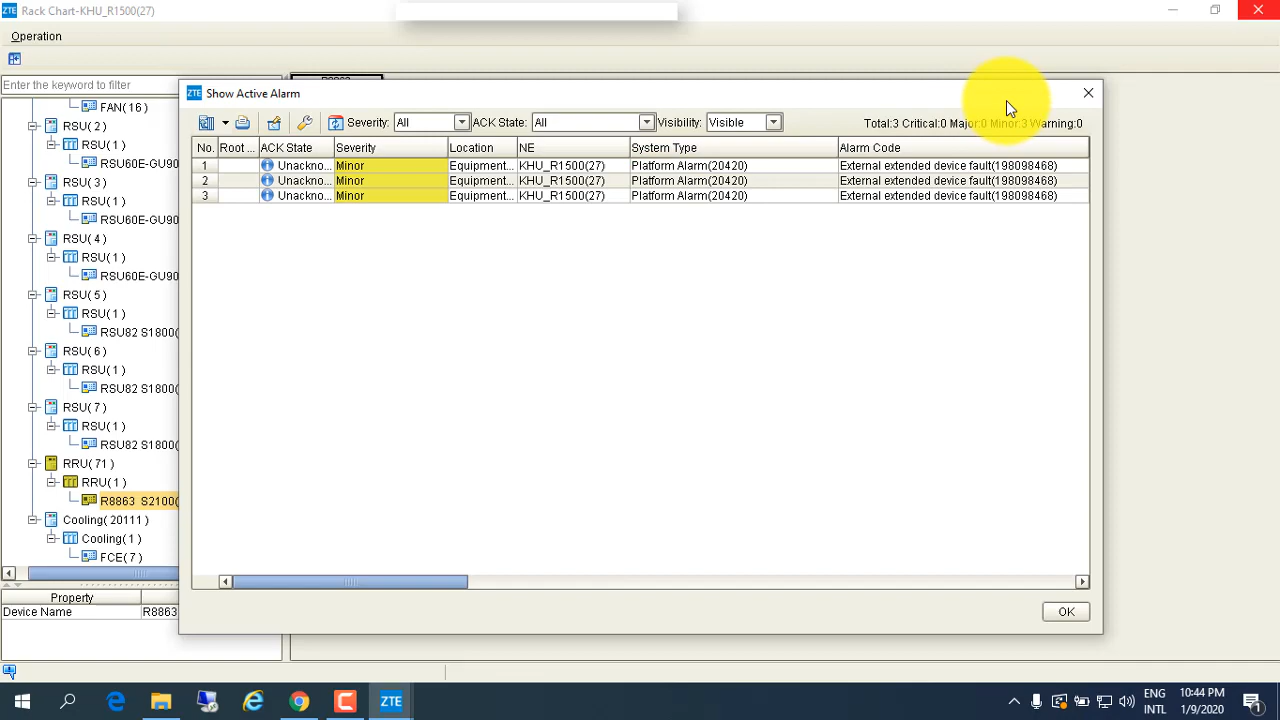 ZTE Rack Chart-KHU_R1500(27)
Operation
Enter the keyword to filter
FAN(16)
RSU(2)
RSU(1)
RSU60E-GU90
RSU(3)
RSU(1)
RSU60E-GU90
RSU(4)
RSU(1)
RSU60E-GU90
RSU(5)
RSU(1)
RSU82 S1800(
RSU(6)
RSU(1)
RSU82 S1800(
RSU(7)
RSU(1)
RSU82 S1800(
RRU(71)
RRU(1)
R8863 S2100(
Cooling(20111)
Cooling(1)
FCE(7)
Property
Device Name R8863
ZTE Show Active Alarm
Severity: All ACK State: All Visibility: Visible Total:3 Critical:0 Major:0 Minor:3 Warning:0
No. Root ... ACK State Severity Location NE System Type Alarm Code
1 Unackno... Minor Equipment... KHU_R1500(27) Platform Alarm(20420) External extended device fault(198098468)
2 Unackno... Minor Equipment... KHU_R1500(27) Platform Alarm(20420) External extended device fault(198098468)
3 Unackno... Minor Equipment... KHU_R1500(27) Platform Alarm(20420) External extended device fault(198098468)
OK
ZTE
ENG 10:44 PM
INTL 1/9/2020 1